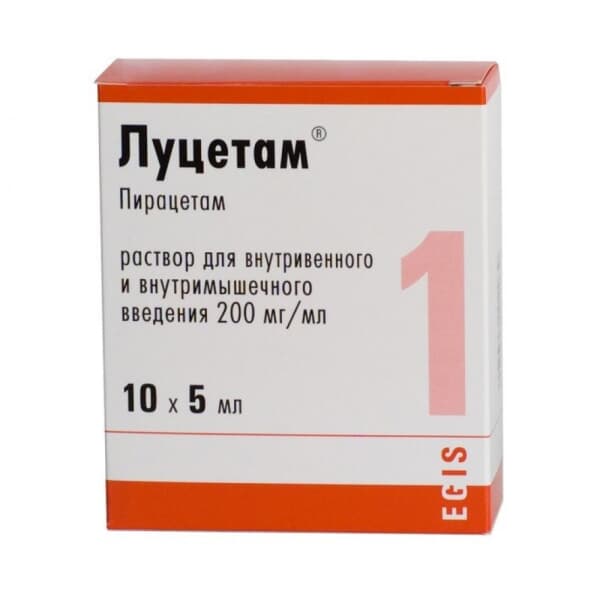 Луцетам®
Пирацетам
раствор для внутривенного
и внутримышечного
введения 200 мг/мл
10 x 5 мл
1
EGIS